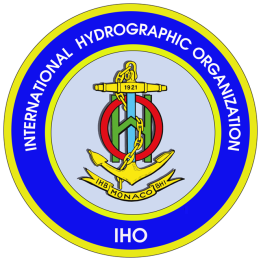 INTERNATIONAL HYDROGRAPHIC ORGANIZATION
1921
IHB MONACO BHI
IHO